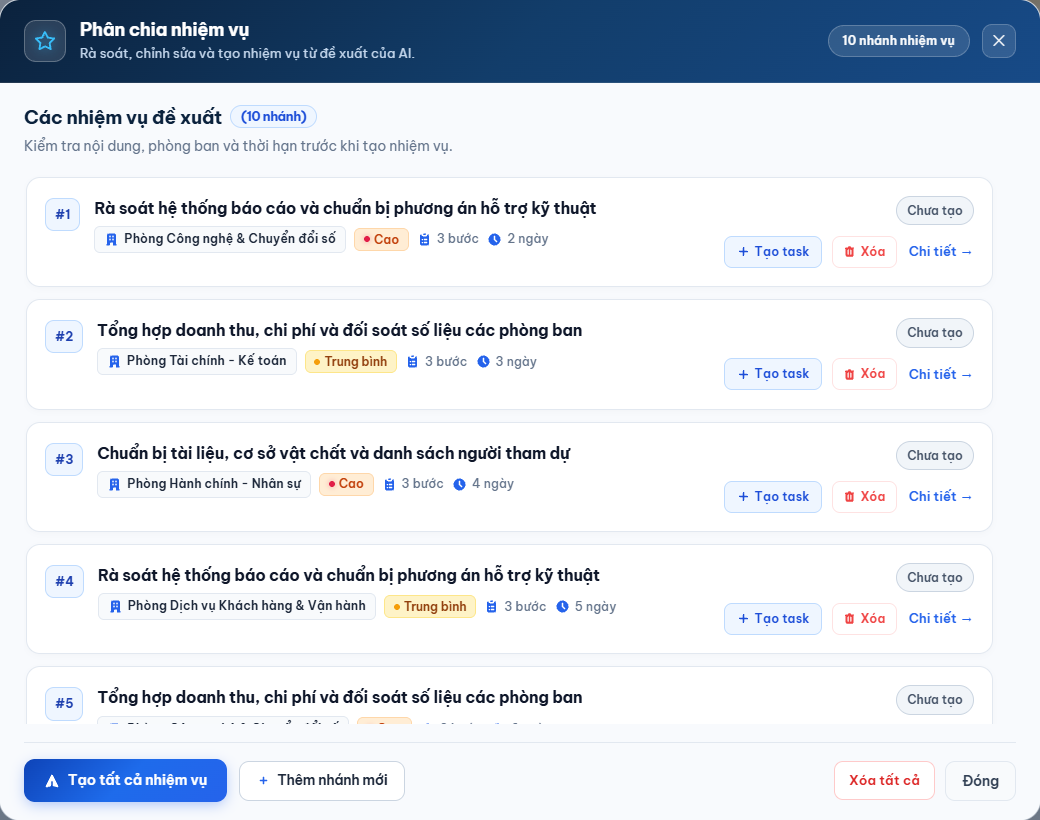 Phân chia nhiệm vụ
Rà soát, chỉnh sửa và tạo nhiệm vụ từ đề xuất của AI.
10 nhánh nhiệm vụ
Các nhiệm vụ đề xuất (10 nhánh)
Kiểm tra nội dung, phòng ban và thời hạn trước khi tạo nhiệm vụ.
#1 Rà soát hệ thống báo cáo và chuẩn bị phương án hỗ trợ kỹ thuật Chưa tạo
Phòng Công nghệ & Chuyển đổi số Cao 3 bước 2 ngày
+ Tạo task Xóa Chi tiết →
#2 Tổng hợp doanh thu, chi phí và đối soát số liệu các phòng ban Chưa tạo
Phòng Tài chính - Kế toán Trung bình 3 bước 3 ngày
+ Tạo task Xóa Chi tiết →
#3 Chuẩn bị tài liệu, cơ sở vật chất và danh sách người tham dự Chưa tạo
Phòng Hành chính - Nhân sự Cao 3 bước 4 ngày
+ Tạo task Xóa Chi tiết →
#4 Rà soát hệ thống báo cáo và chuẩn bị phương án hỗ trợ kỹ thuật Chưa tạo
Phòng Dịch vụ Khách hàng & Vận hành Trung bình 3 bước 5 ngày
+ Tạo task Xóa Chi tiết →
#5 Tổng hợp doanh thu, chi phí và đối soát số liệu các phòng ban Chưa tạo
Tạo tất cả nhiệm vụ + Thêm nhánh mới Xóa tất cả Đóng